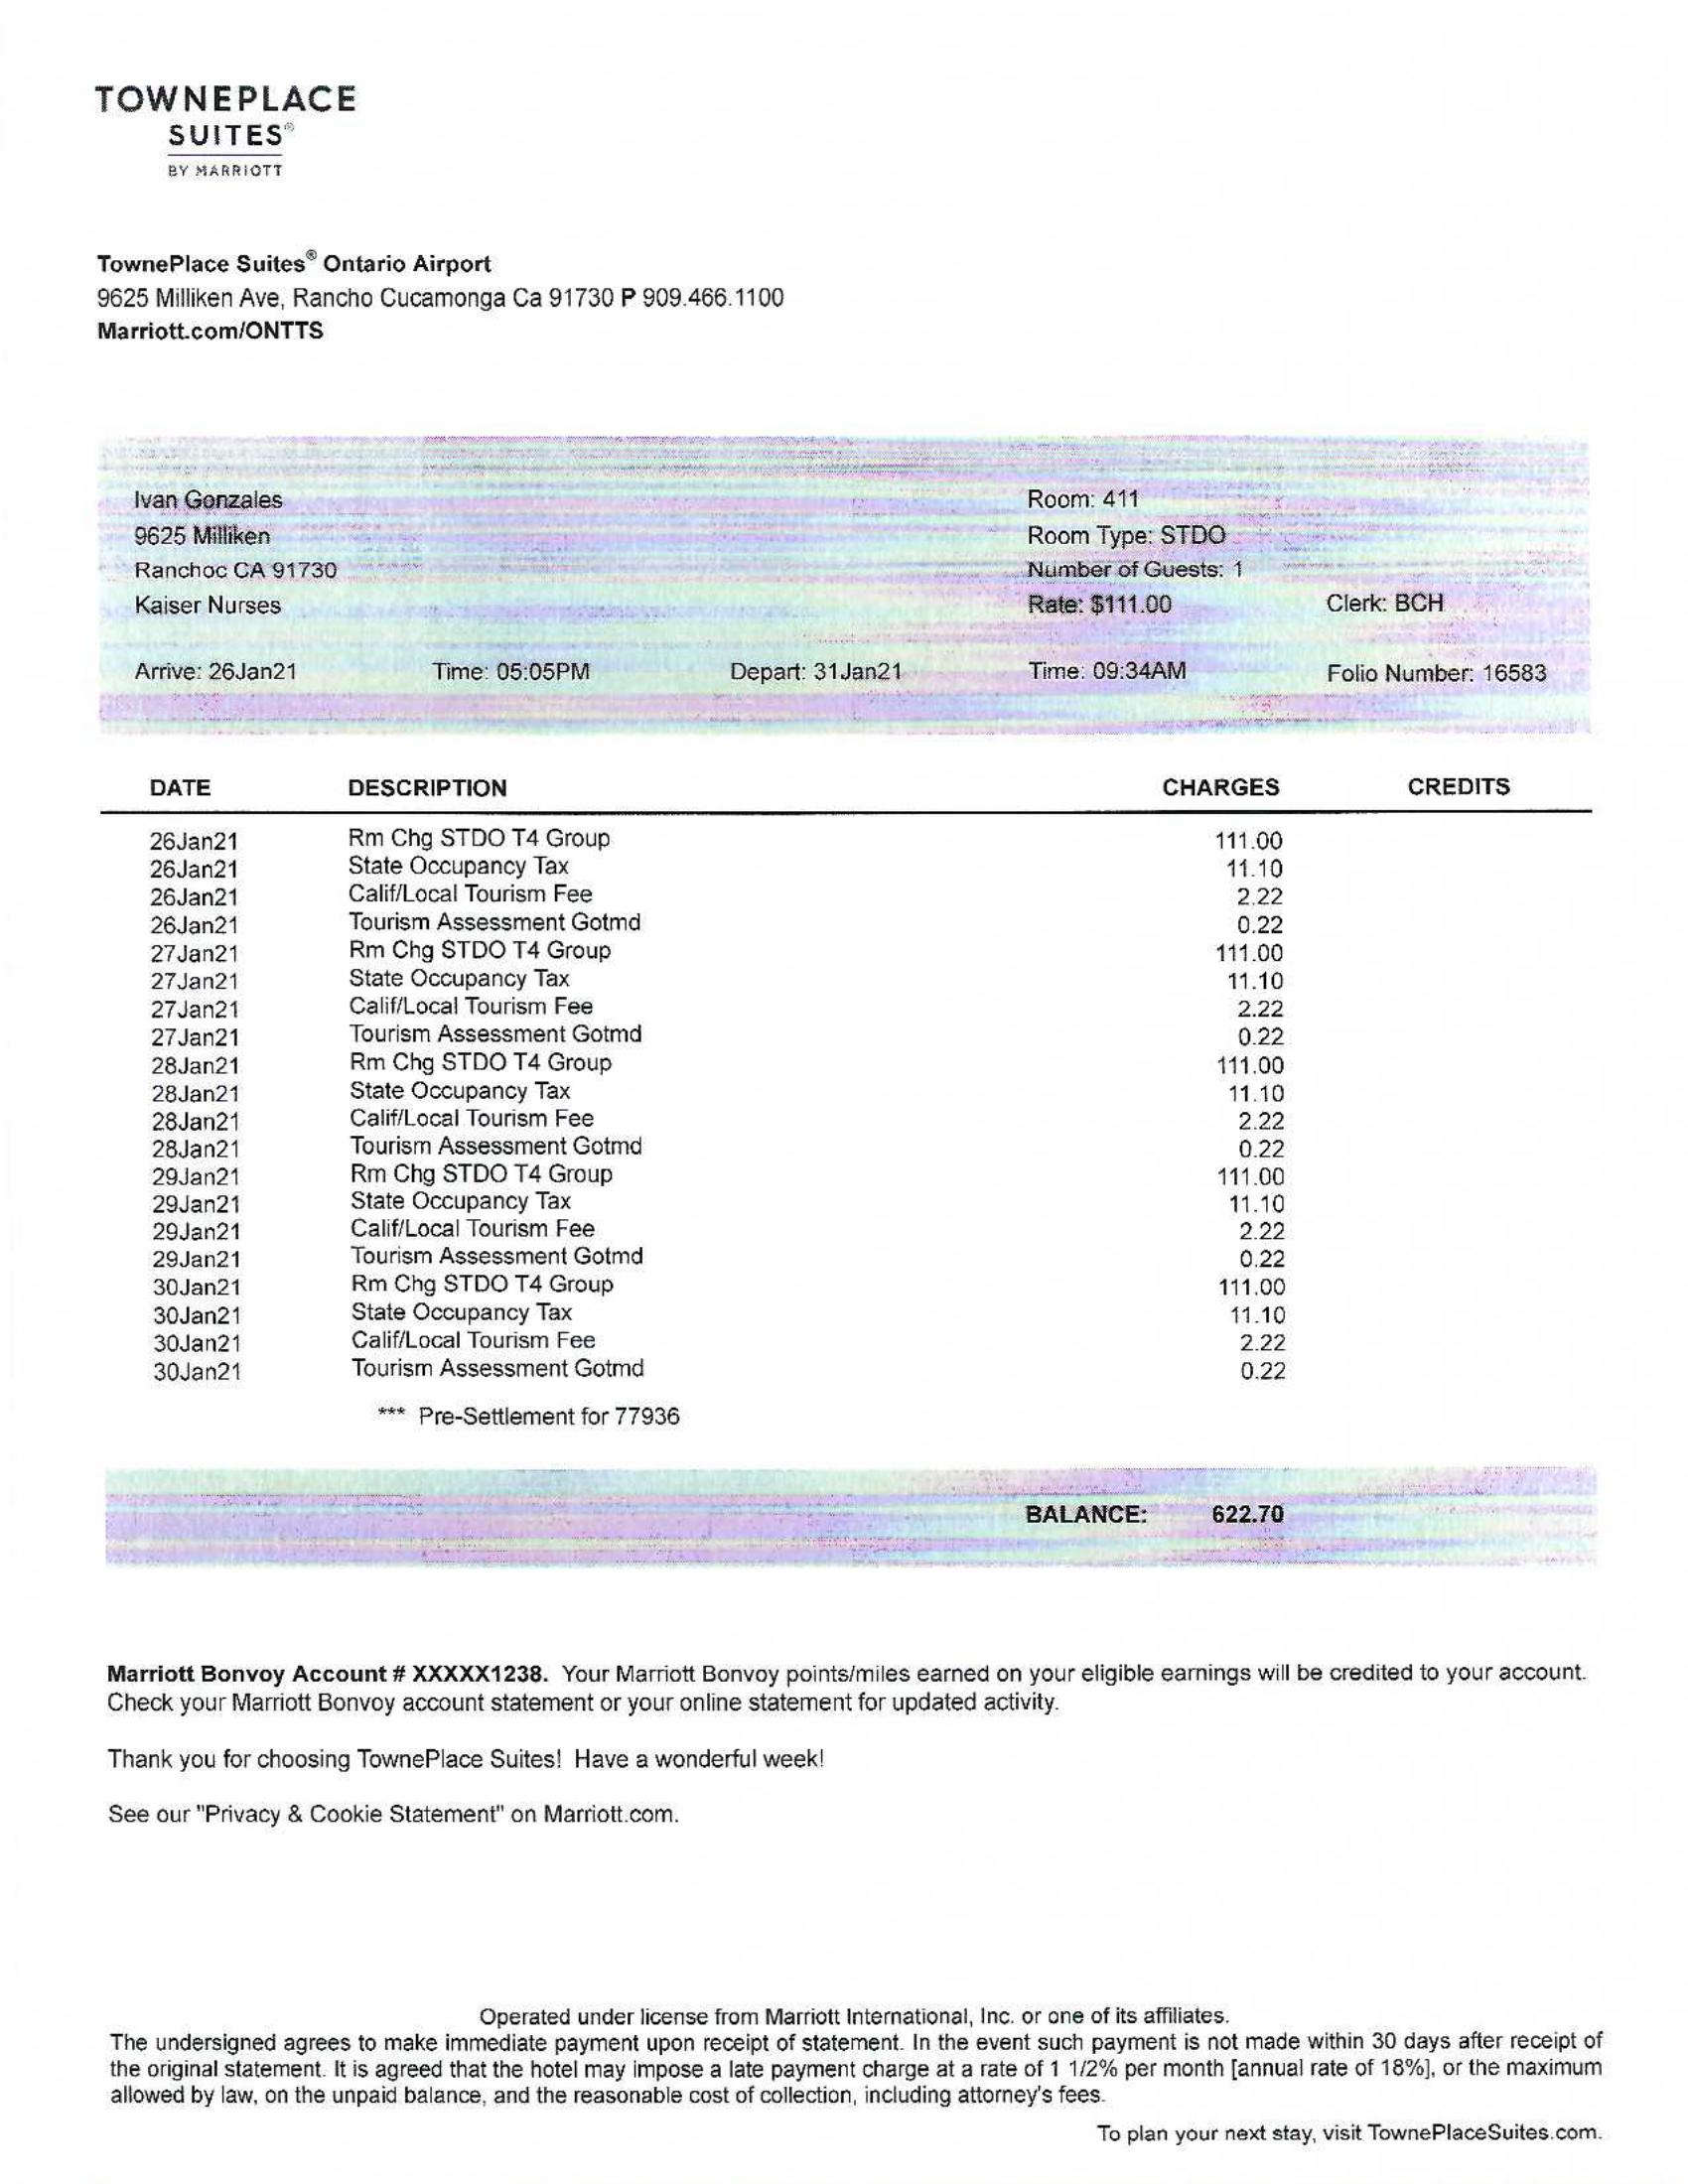 TOWNEPLACE
SUITES®
BY MARRIOTT
TownePlace Suites® Ontario Airport
9625 Milliken Ave, Rancho Cucamonga Ca 91730 P 909.466.1100
Marriott.com/ONTTS
Ivan Gonzales Room: 411
9625 Milliken Room Type: STDO
Ranchoc CA 91730 Number of Guests: 1
Kaiser Nurses Rate: $111.00 Clerk: BCH
Arrive: 26Jan21 Time: 05:05PM Depart: 31Jan21 Time: 09:34AM Folio Number: 16583
DATE DESCRIPTION CHARGES CREDITS
26Jan21 Rm Chg STDO T4 Group 111.00
26Jan21 State Occupancy Tax 11.10
26Jan21 Calif/Local Tourism Fee 2.22
26Jan21 Tourism Assessment Gotmd 0.22
27Jan21 Rm Chg STDO T4 Group 111.00
27Jan21 State Occupancy Tax 11.10
27Jan21 Calif/Local Tourism Fee 2.22
27Jan21 Tourism Assessment Gotmd 0.22
28Jan21 Rm Chg STDO T4 Group 111.00
28Jan21 State Occupancy Tax 11.10
28Jan21 Calif/Local Tourism Fee 2.22
28Jan21 Tourism Assessment Gotmd 0.22
29Jan21 Rm Chg STDO T4 Group 111.00
29Jan21 State Occupancy Tax 11.10
29Jan21 Calif/Local Tourism Fee 2.22
29Jan21 Tourism Assessment Gotmd 0.22
30Jan21 Rm Chg STDO T4 Group 111.00
30Jan21 State Occupancy Tax 11.10
30Jan21 Calif/Local Tourism Fee 2.22
30Jan21 Tourism Assessment Gotmd 0.22
*** Pre-Settlement for 77936
BALANCE: 622.70
Marriott Bonvoy Account # XXXXX1238. Your Marriott Bonvoy points/miles earned on your eligible earnings will be credited to your account.
Check your Marriott Bonvoy account statement or your online statement for updated activity.
Thank you for choosing TownePlace Suites! Have a wonderful week!
See our "Privacy & Cookie Statement" on Marriott.com.
Operated under license from Marriott International, Inc. or one of its affiliates.
The undersigned agrees to make immediate payment upon receipt of statement. In the event such payment is not made within 30 days after receipt of
the original statement. It is agreed that the hotel may impose a late payment charge at a rate of 1 1/2% per month [annual rate of 18%], or the maximum
allowed by law, on the unpaid balance, and the reasonable cost of collection, including attorney's fees.
To plan your next stay, visit TownePlaceSuites.com.